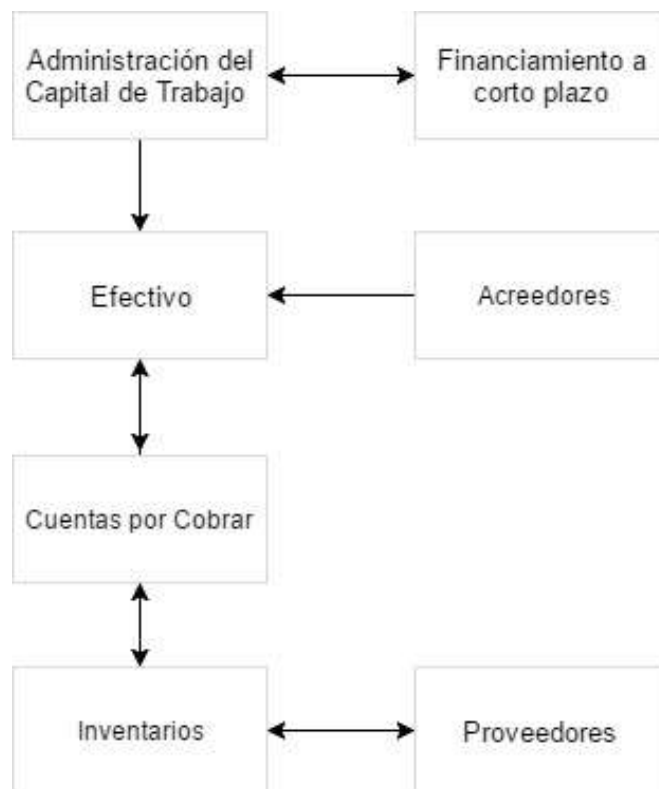 Administración del
Capital de Trabajo
Financiamiento a
corto plazo
Efectivo
Acreedores
Cuentas por Cobrar
Inventarios
Proveedores